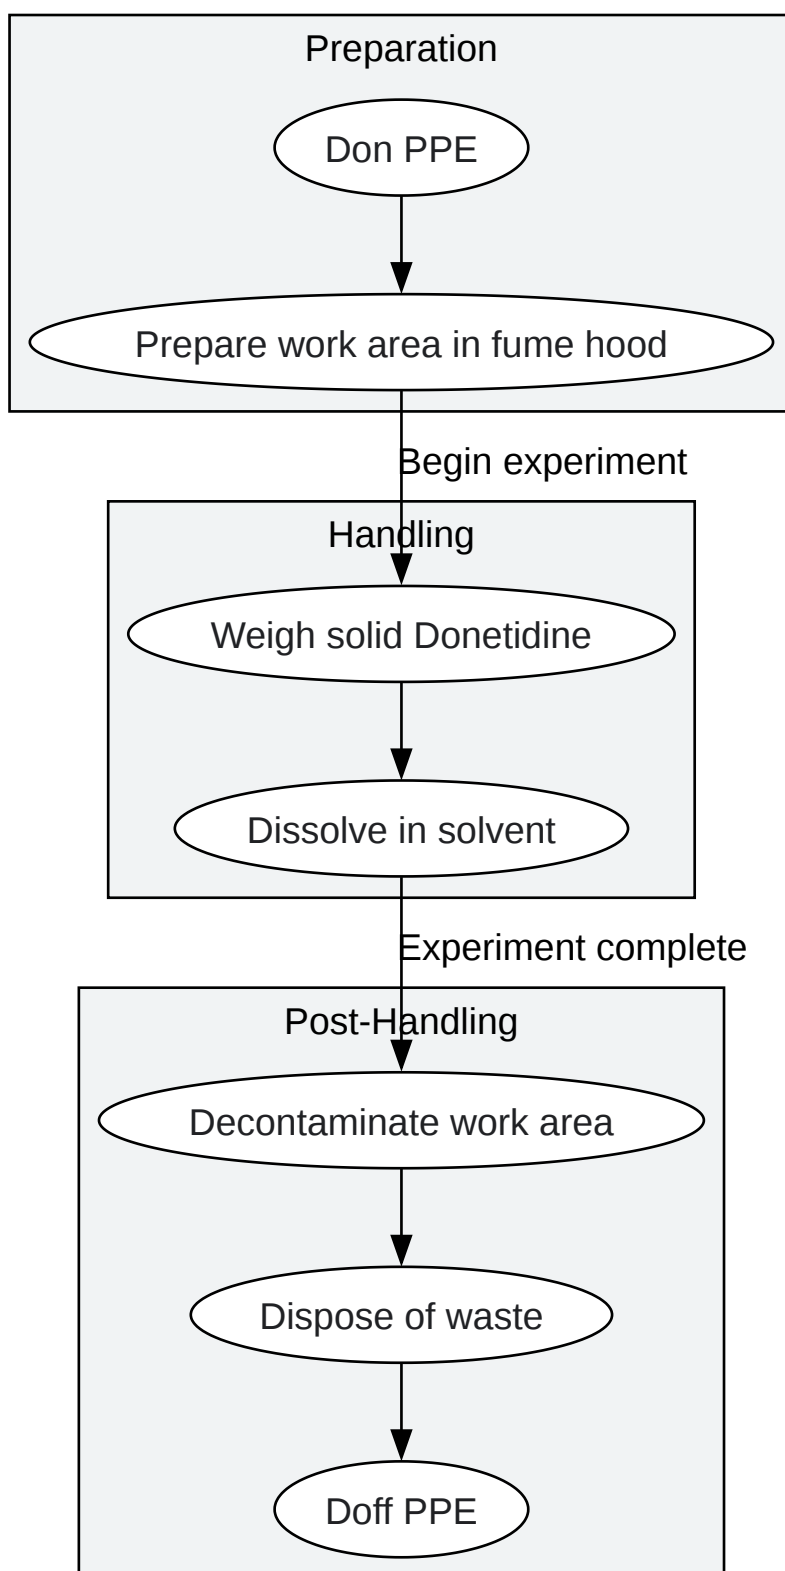 Preparation
Don PPE
Prepare work area in fume hood
Begin experiment
Handling
Weigh solid Donetidine
Dissolve in solvent
Experiment complete
Post-Handling
Decontaminate work area
Dispose of waste
Doff PPE